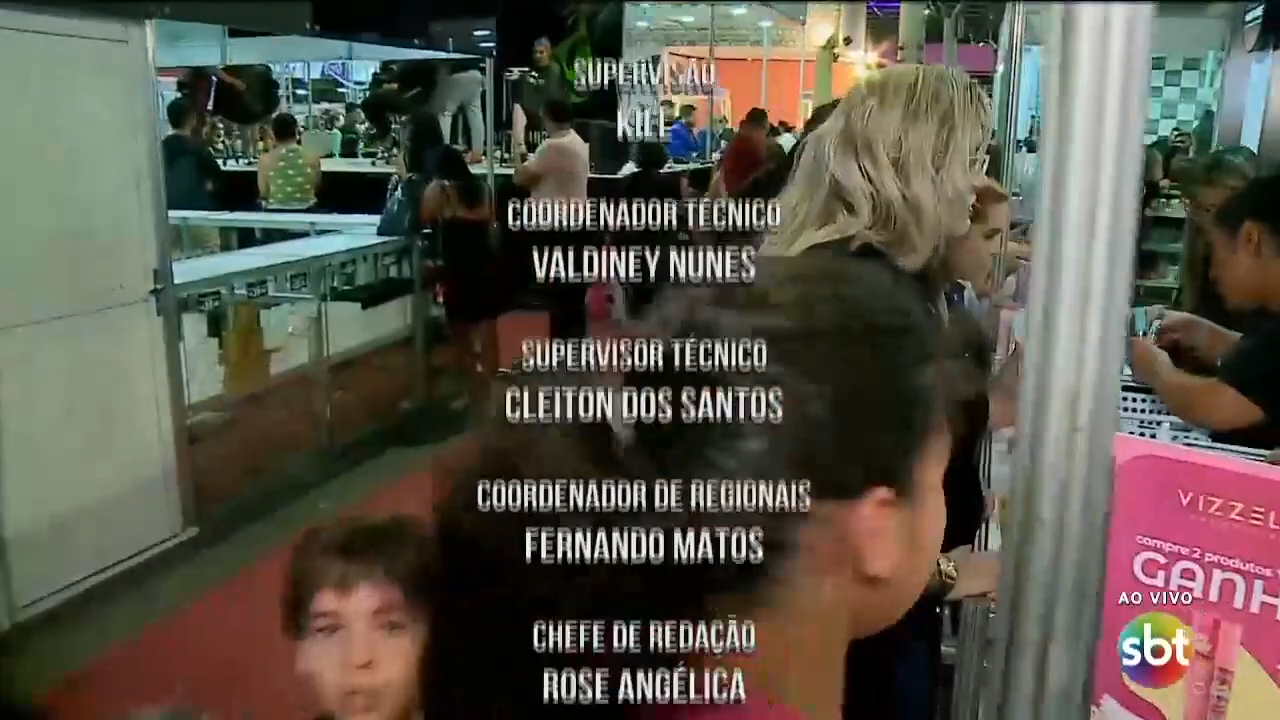 SUPERVISÃO
KILL
COORDENADOR TÉCNICO
VALDINEY NUNES
SUPERVISOR TÉCNICO
CLEITON DOS SANTOS
COORDENADOR DE REGIONAIS
FERNANDO MATOS
CHEFE DE REDAÇÃO
ROSE ANGÉLICA
VIZZEL
compre 2 produtos
GANH
AO VIVO
sbt